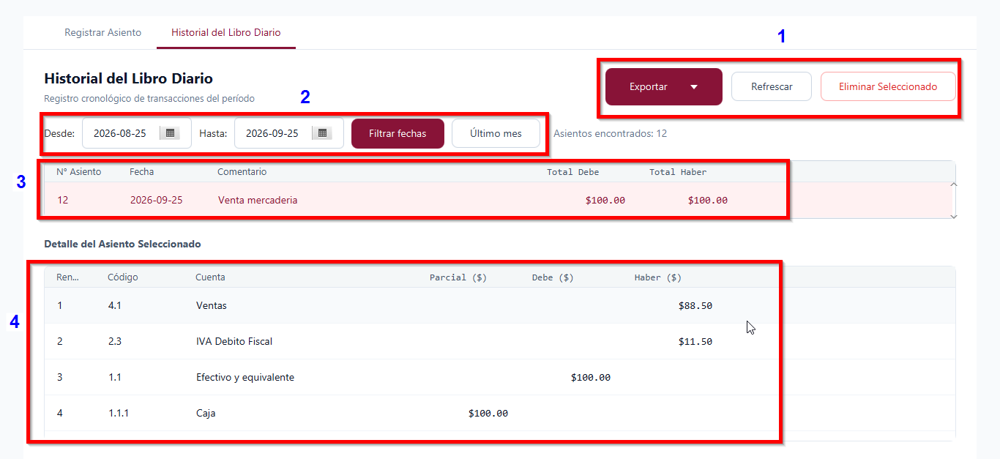 Registrar Asiento Historial del Libro Diario
1
Historial del Libro Diario
Registro cronológico de transacciones del período
Exportar Refrescar Eliminar Seleccionado
2
Desde: 2026-08-25 Hasta: 2026-09-25 Filtrar fechas Último mes Asientos encontrados: 12
3
N° Asiento Fecha Comentario Total Debe Total Haber
12 2026-09-25 Venta mercaderia $100.00 $100.00
Detalle del Asiento Seleccionado
4
Ren... Código Cuenta Parcial ($) Debe ($) Haber ($)
1 4.1 Ventas $88.50
2 2.3 IVA Debito Fiscal $11.50
3 1.1 Efectivo y equivalente $100.00
4 1.1.1 Caja $100.00